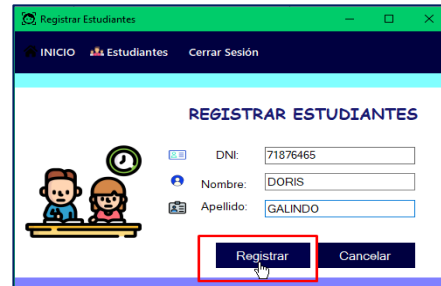 Registrar Estudiantes
INICIO Estudiantes Cerrar Sesión
REGISTRAR ESTUDIANTES
DNI: 71876465
Nombre: DORIS
Apellido: GALINDO
Registrar Cancelar